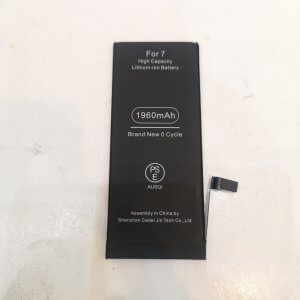 For 7
High Capacity
Lithium-ion Battery
1960mAh
Brand New 0 Cycle
PS
E
AUSQI
Assembly in China by:
Shenzhen Cadel Jie Tech Co., Ltd